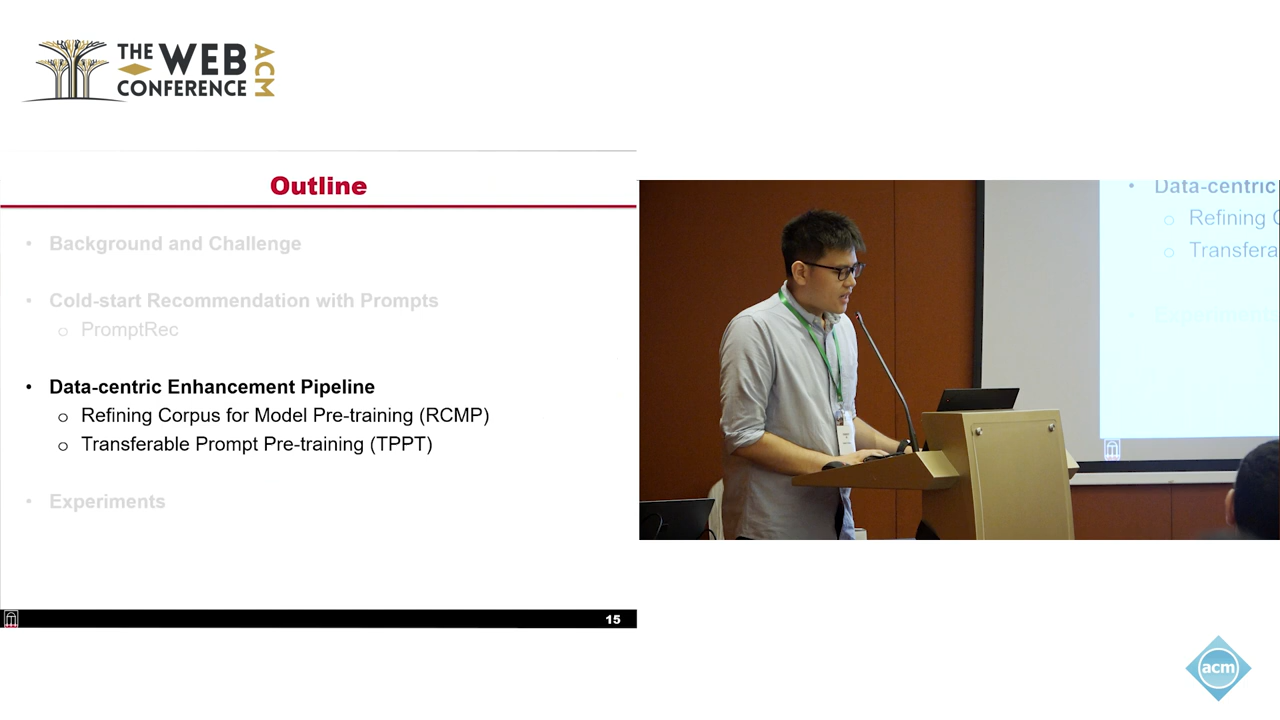 THE WEB
CONFERENCE
ACM
Outline
• Background and Challenge
• Cold-start Recommendation with Prompts
o PromptRec
• Data-centric Enhancement Pipeline
o Refining Corpus for Model Pre-training (RCMP)
o Transferable Prompt Pre-training (TPPT)
• Experiments
15
• Data-centric
o Refining C
o Transfera
• Experiments
acm